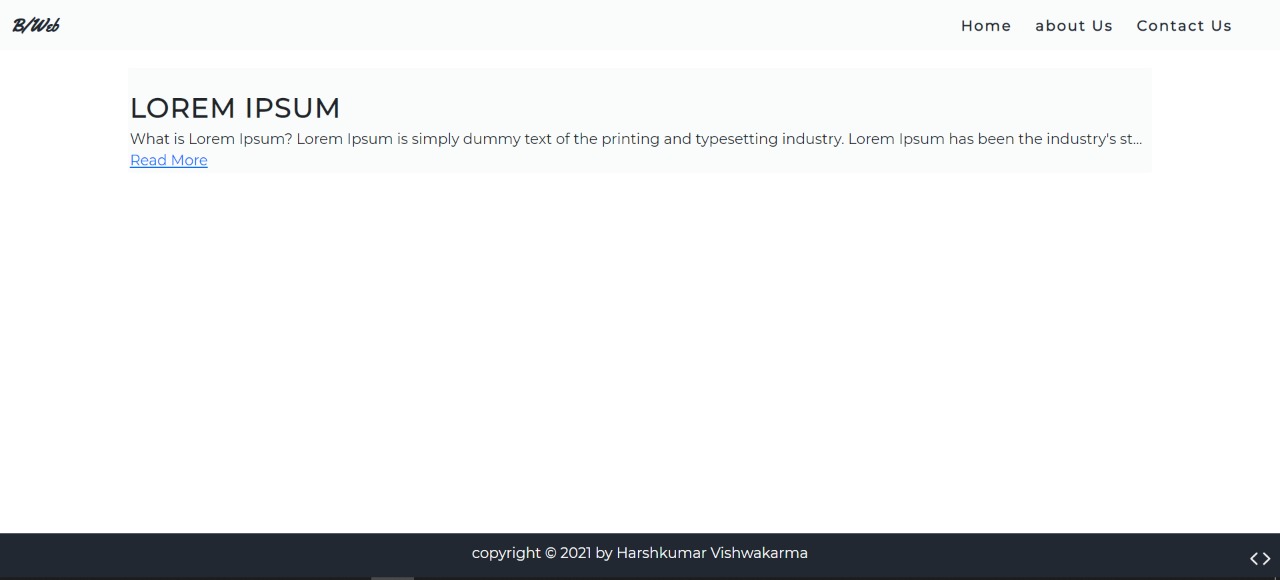 B/Web
Home about Us Contact Us
LOREM IPSUM
What is Lorem Ipsum? Lorem Ipsum is simply dummy text of the printing and typesetting industry. Lorem Ipsum has been the industry's st...
Read More
copyright © 2021 by Harshkumar Vishwakarma